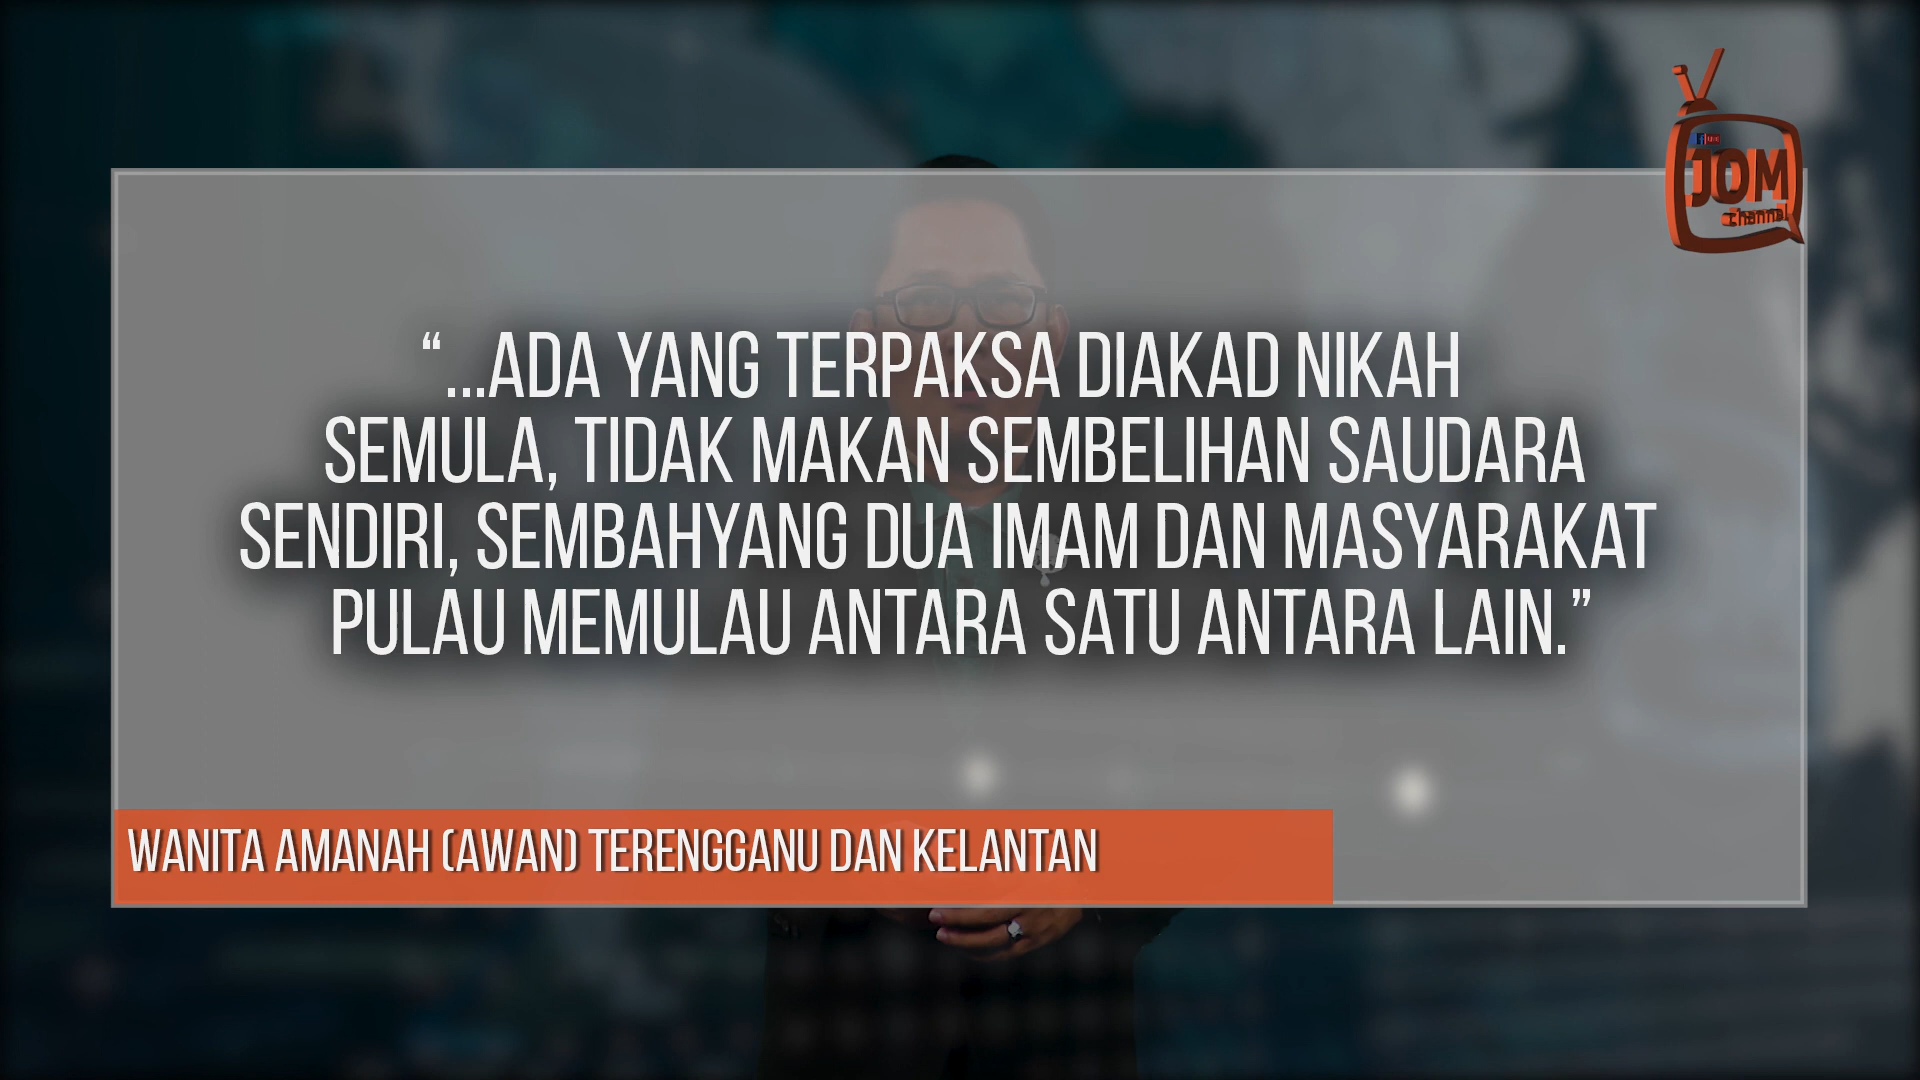 JOM
channel
“...ADA YANG TERPAKSA DIAKAD NIKAH
SEMULA, TIDAK MAKAN SEMBELIHAN SAUDARA
SENDIRI, SEMBAHYANG DUA IMAM DAN MASYARAKAT
PULAU MEMULAU ANTARA SATU ANTARA LAIN.”
WANITA AMANAH (AWAN) TERENGGANU DAN KELANTAN